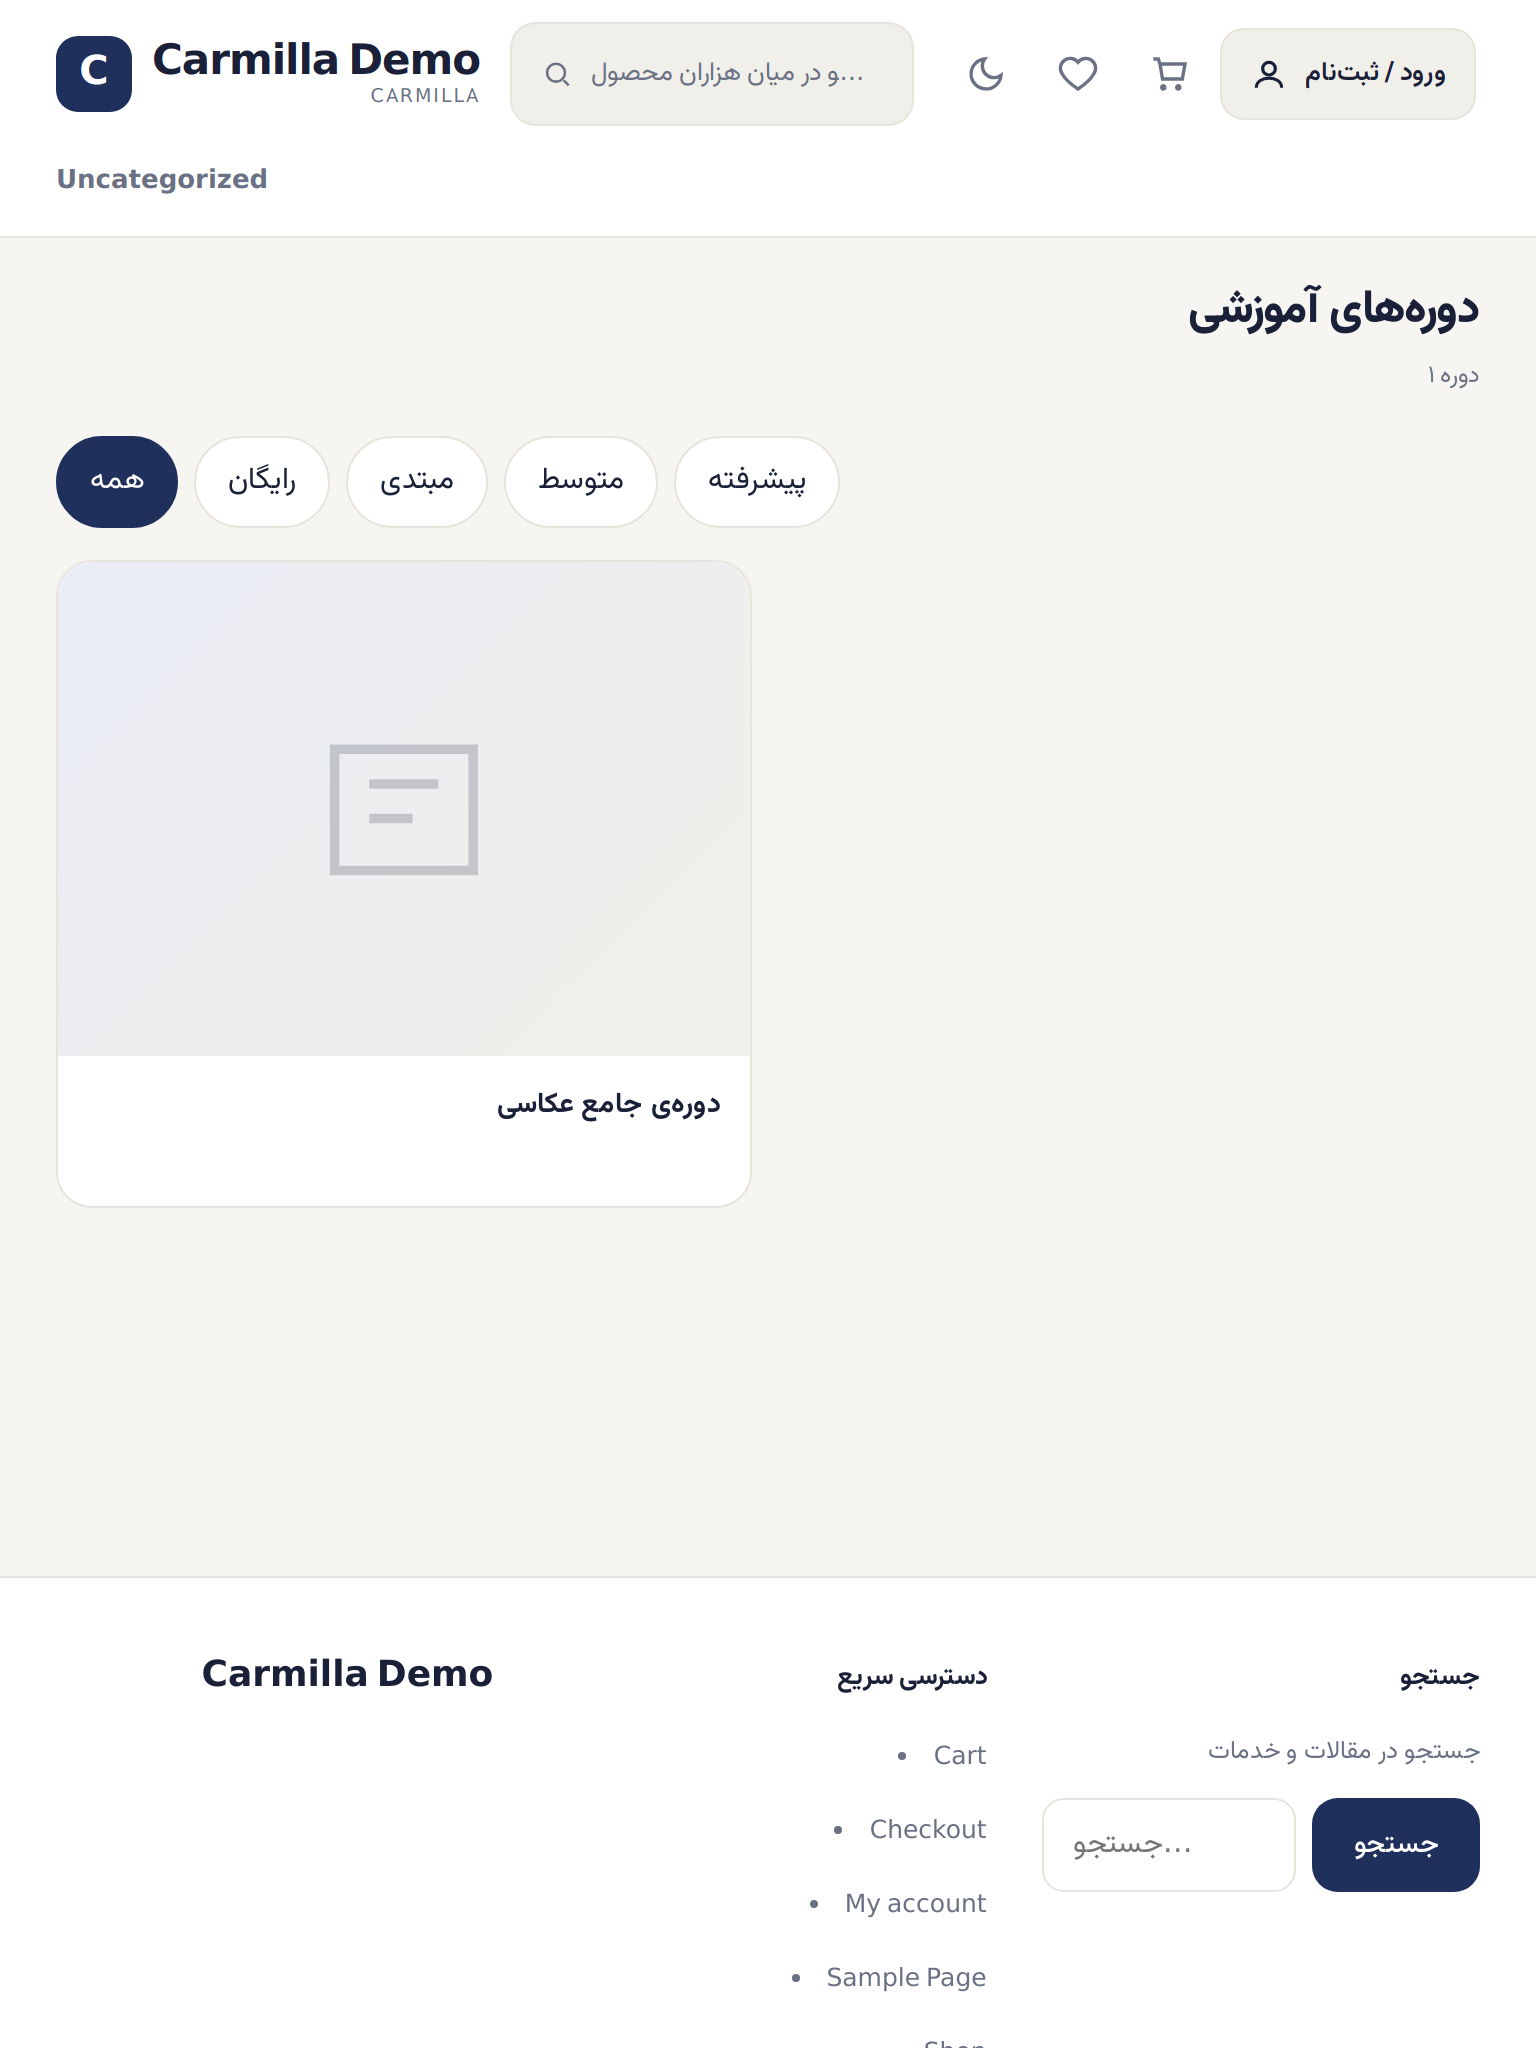 C
Carmilla Demo
CARMILLA
و در میان هزاران محصول...
ورود / ثبت‌نام
Uncategorized
دوره‌های آموزشی
دوره ۱
همه
رایگان
مبتدی
متوسط
پیشرفته
دوره‌ی جامع عکاسی
Carmilla Demo
دسترسی سریع
Cart
Checkout
My account
Sample Page
جستجو
جستجو در مقالات و خدمات
جستجو...
جستجو